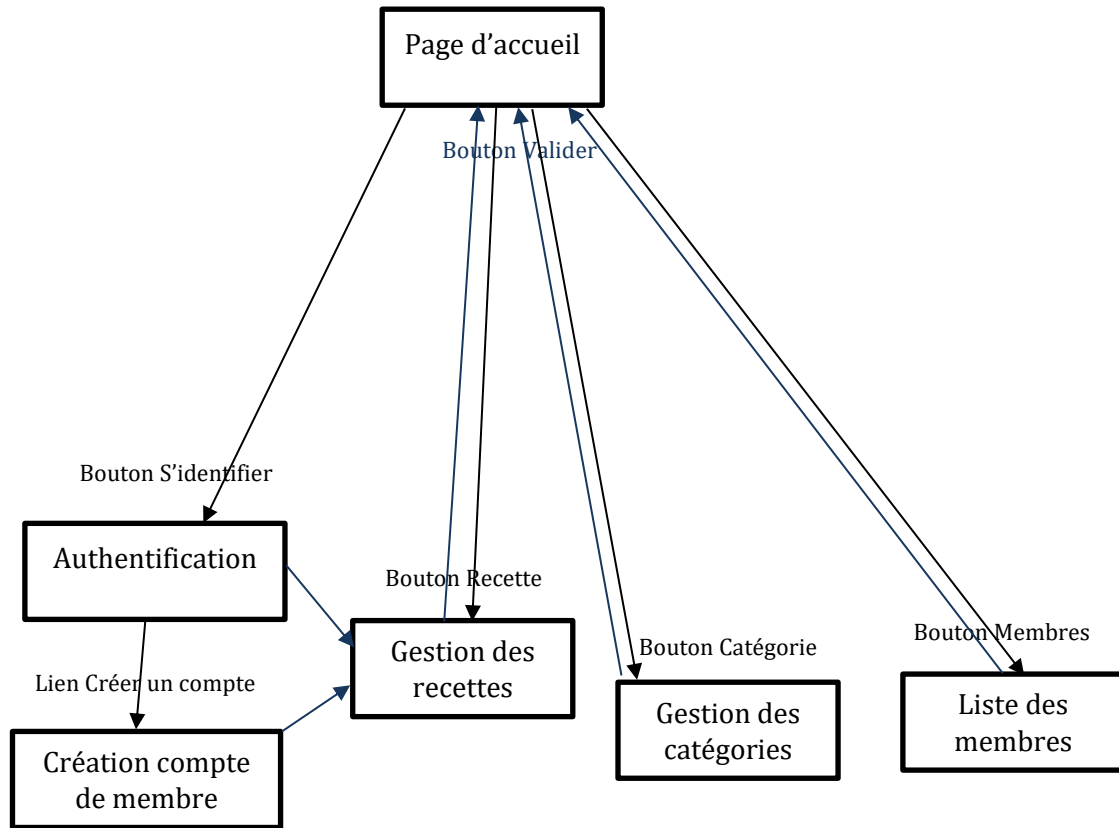 Page d’accueil
Bouton Valider
Bouton S’identifier
Authentification
Bouton Recette
Gestion des
recettes
Bouton Catégorie
Bouton Membres
Lien Créer un compte
Gestion des
catégories
Liste des
membres
Création compte
de membre